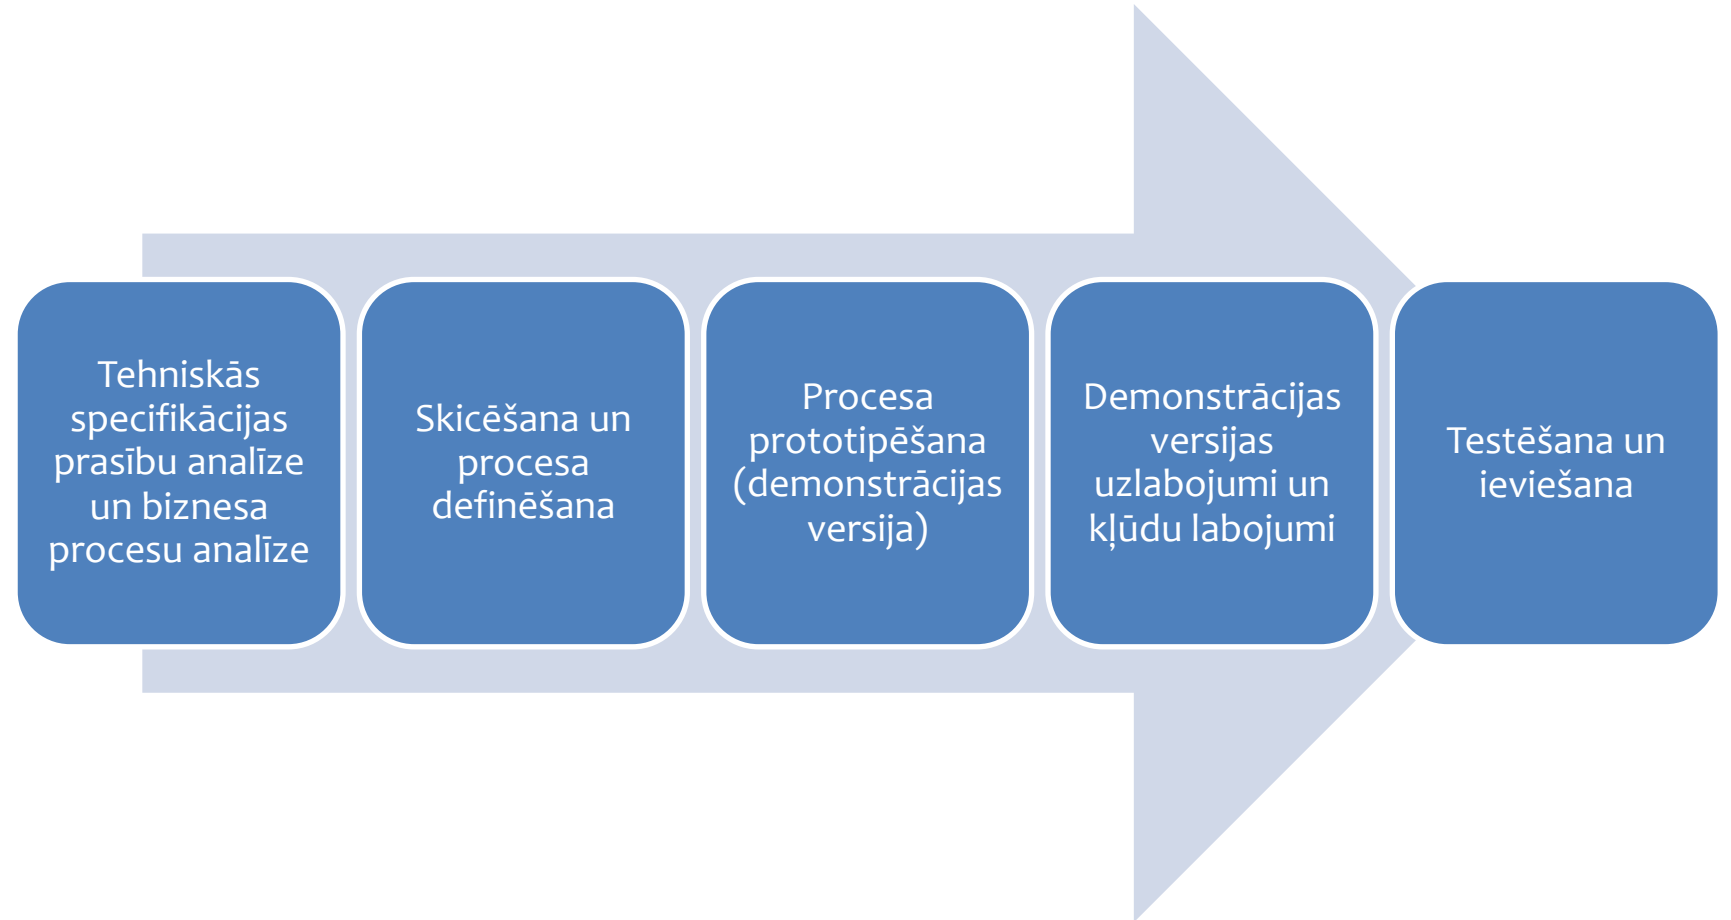 Tehniskās
specifikācijas
prasību analīze
un biznesa
procesu analīze
Skicēšana un
procesa
definēšana
Procesa
prototipēšana
(demonstrācijas
versija)
Demonstrācijas
versijas
uzlabojumi un
kļūdu labojumi
Testēšana un
ieviešana